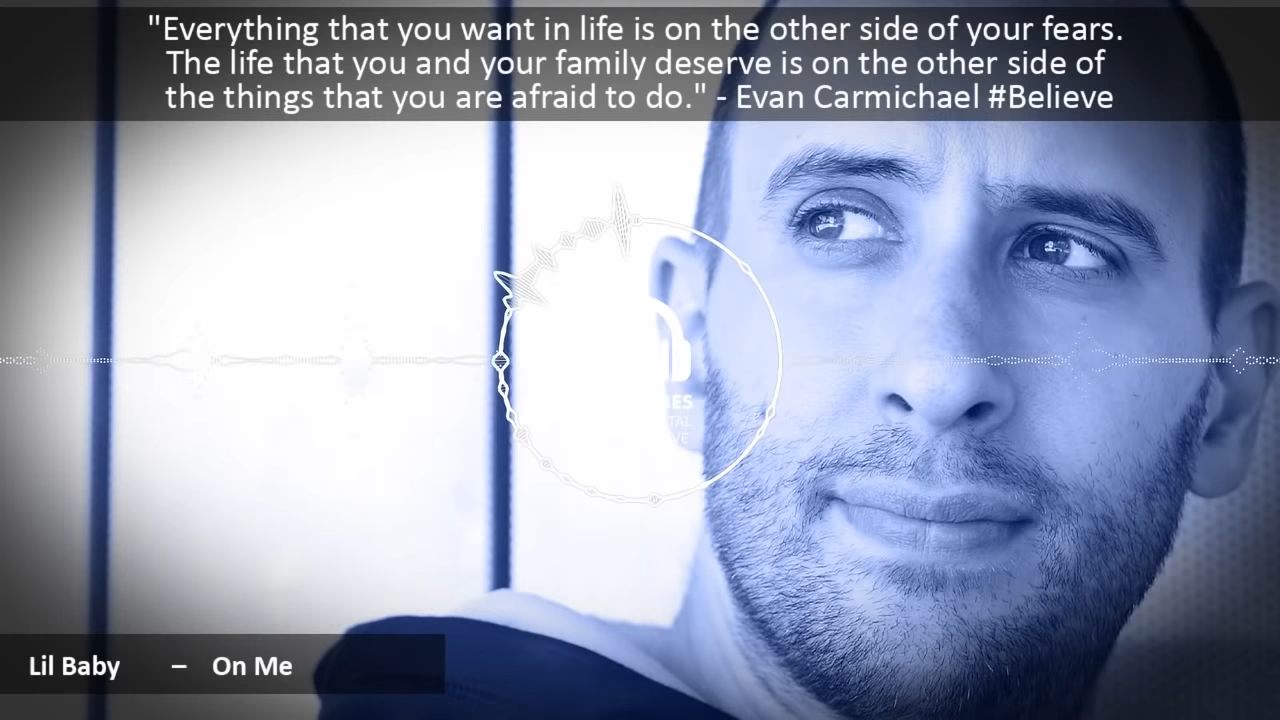 "Everything that you want in life is on the other side of your fears.
The life that you and your family deserve is on the other side of
the things that you are afraid to do." - Evan Carmichael #Believe
Lil Baby – On Me